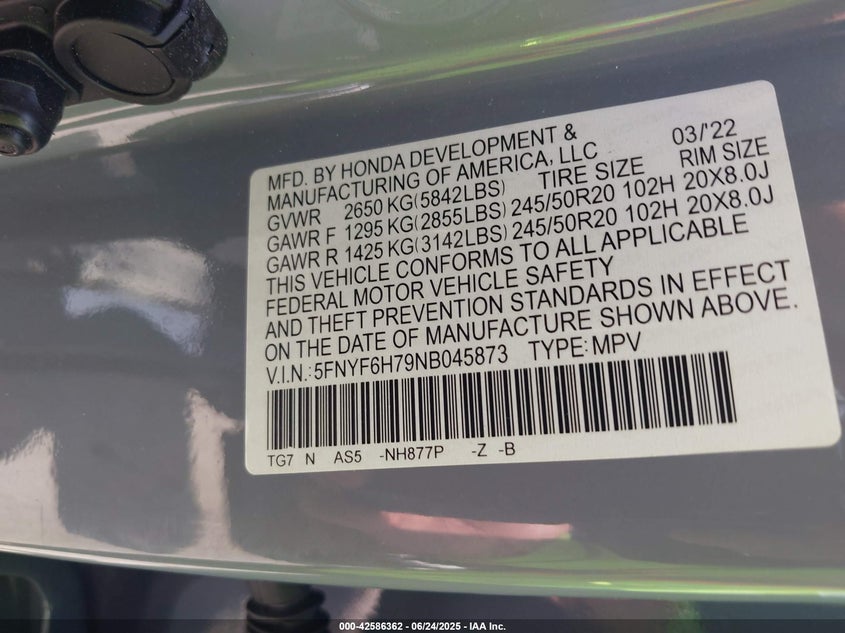 MFD. BY HONDA DEVELOPMENT & 03/'22
MANUFACTURING OF AMERICA, LLC
GVWR 2650 KG(5842LBS) TIRE SIZE RIM SIZE
GAWR F 1295 KG(2855LBS) 245/50R20 102H 20X8.0J
GAWR R 1425 KG(3142LBS) 245/50R20 102H 20X8.0J
THIS VEHICLE CONFORMS TO ALL APPLICABLE
FEDERAL MOTOR VEHICLE SAFETY
AND THEFT PREVENTION STANDARDS IN EFFECT
ON THE DATE OF MANUFACTURE SHOWN ABOVE.
V.I.N.:5FNYF6H79NB045873 TYPE:MPV
TG7 N AS5 -NH877P -Z -B
000-42586362 - 06/24/2025 - IAA Inc.